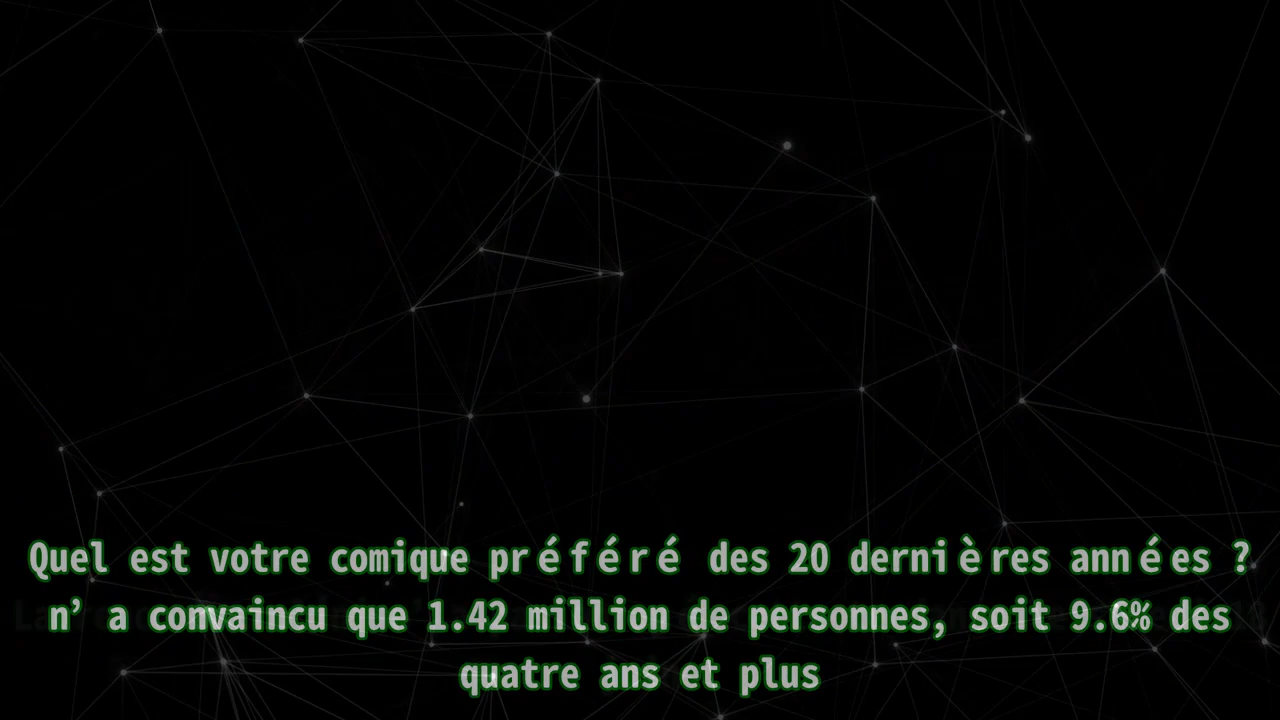 Quel est votre comique préféré des 20 dernières années ?
n’ a convaincu que 1.42 million de personnes, soit 9.6% des
quatre ans et plus